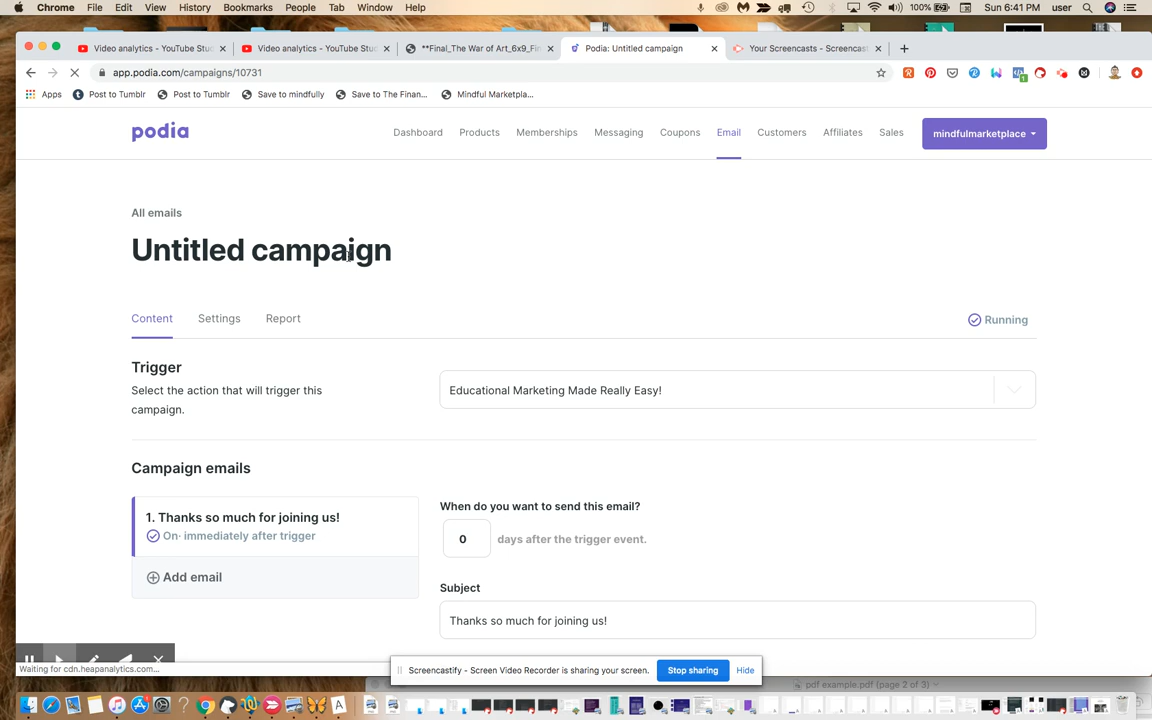 Chrome File Edit View History Bookmarks People Tab Window Help 100% Sun 6:41 PM user
Video analytics - YouTube Stud Video analytics - YouTube Stud **Final_The War of Art_6x9_Fin Podia: Untitled campaign Your Screencasts - Screencast
app.podia.com/campaigns/10731
Apps Post to Tumblr Post to Tumblr Save to mindfully Save to The Finan... Mindful Marketpla...
podia Dashboard Products Memberships Messaging Coupons Email Customers Affiliates Sales mindfulmarketplace
All emails
Untitled campaign
Content Settings Report Running
Trigger
Select the action that will trigger this
campaign.
Educational Marketing Made Really Easy!
Campaign emails
1. Thanks so much for joining us!
On· immediately after trigger
Add email
When do you want to send this email?
0 days after the trigger event.
Subject
Thanks so much for joining us!
Waiting for cdn.heapanalytics.com...
Screencastify - Screen Video Recorder is sharing your screen. Stop sharing Hide
pdf example.pdf (page 2 of 3)